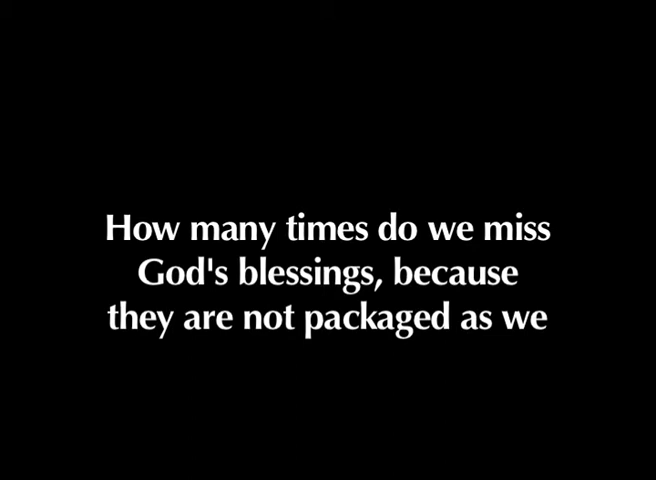 How many times do we miss
God's blessings, because
they are not packaged as we